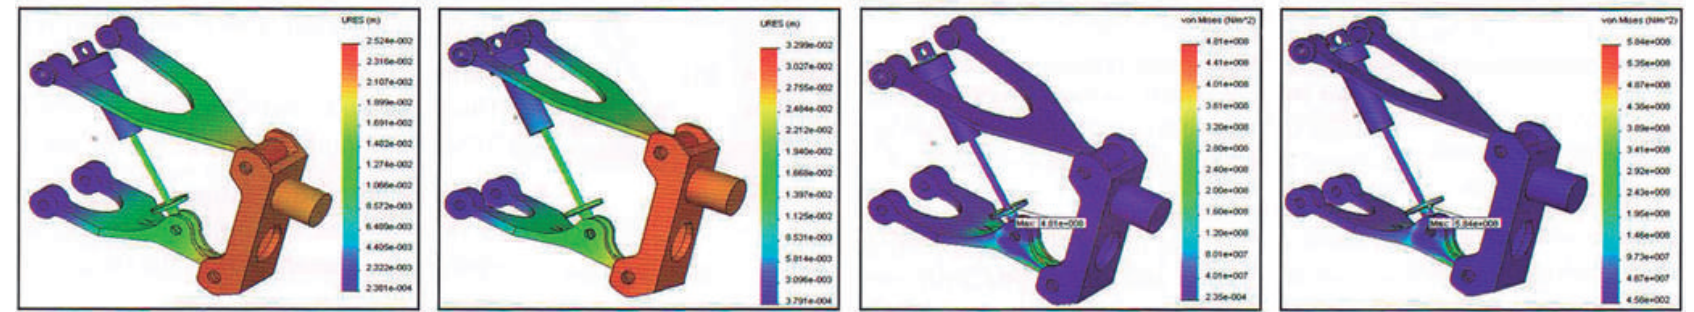 URES (m)
2.524e-002
2.316e-002
2.107e-002
1.899e-002
1.691e-002
1.482e-002
1.274e-002
1.066e-002
8.572e-003
6.489e-003
4.405e-003
2.322e-003
2.381e-004
URES (m)
3.299e-002
3.027e-002
2.755e-002
2.484e-002
2.212e-002
1.940e-002
1.668e-002
1.397e-002
1.125e-002
8.531e-003
5.814e-003
3.096e-003
3.791e-004
von Mises (N/m^2)
4.81e+008
4.41e+008
4.01e+008
3.61e+008
3.20e+008
2.80e+008
2.40e+008
2.00e+008
1.60e+008
1.20e+008
8.01e+007
4.01e+007
2.35e-004
Max: 4.81e+008
von Mises (N/m^2)
5.84e+008
5.35e+008
4.87e+008
4.38e+008
3.89e+008
3.41e+008
2.92e+008
2.43e+008
1.95e+008
1.46e+008
9.73e+007
4.87e+007
4.56e+002
Max: 5.84e+008